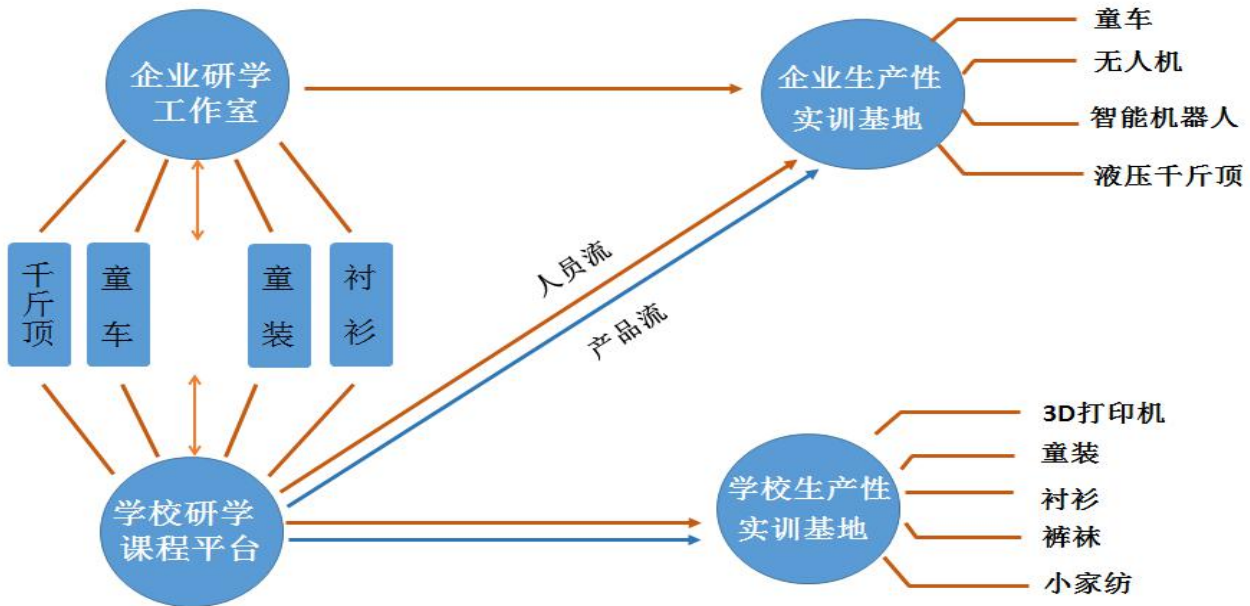 企业研学
工作室
企业生产性
实训基地
童车
无人机
智能机器人
液压千斤顶
千斤顶
童车
童装
衬衫
人员流
产品流
学校研学
课程平台
学校生产性
实训基地
3D打印机
童装
衬衫
裤袜
小家纺